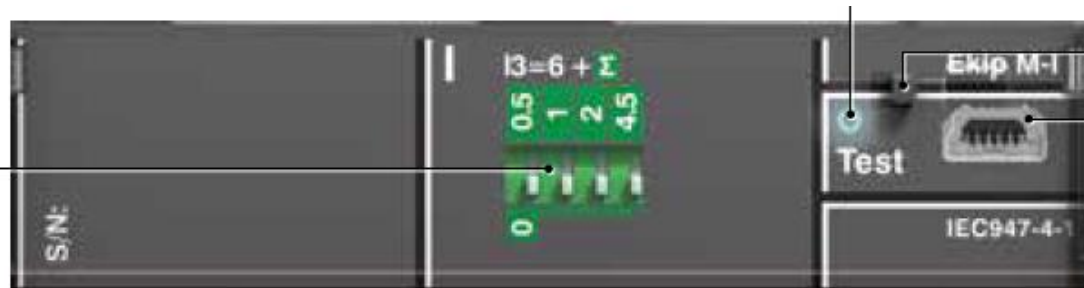 S/N:
I
I3=6 + Σ
0.5 1 2 4.5
0
Ekip M-I
Test
IEC947-4-1